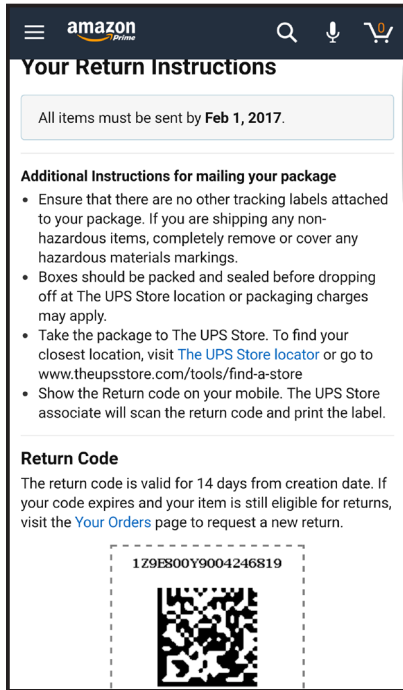 amazon
Prime
0
Your Return Instructions
All items must be sent by Feb 1, 2017.
Additional Instructions for mailing your package
• Ensure that there are no other tracking labels attached
to your package. If you are shipping any non-
hazardous items, completely remove or cover any
hazardous materials markings.
• Boxes should be packed and sealed before dropping
off at The UPS Store location or packaging charges
may apply.
• Take the package to The UPS Store. To find your
closest location, visit The UPS Store locator or go to
www.theupsstore.com/tools/find-a-store
• Show the Return code on your mobile. The UPS Store
associate will scan the return code and print the label.
Return Code
The return code is valid for 14 days from creation date. If
your code expires and your item is still eligible for returns,
visit the Your Orders page to request a new return.
1Z9E800Y9004246819